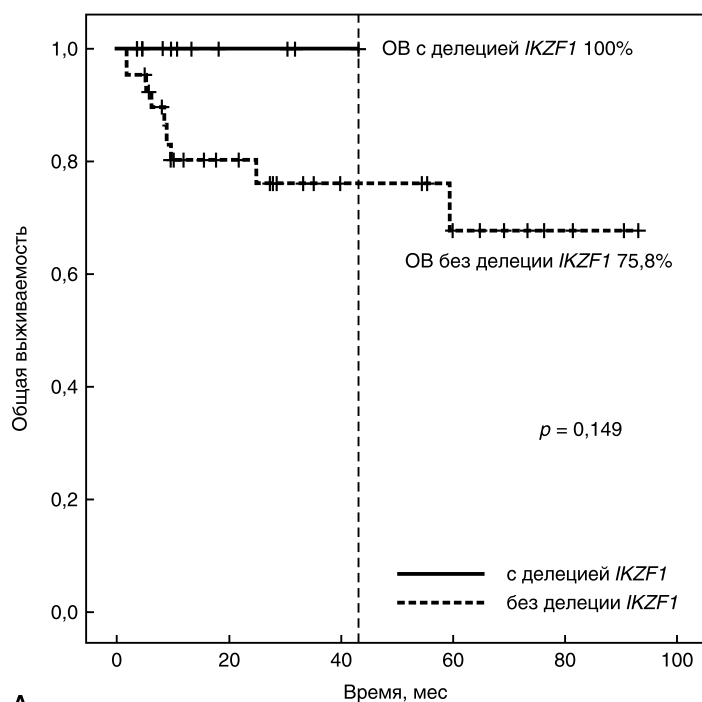 1,0
0,8
0,6
0,4
0,2
0,0
Общая выживаемость
ОВ с делецией IKZF1 100%
ОВ без делеции IKZF1 75,8%
p = 0,149
с делецией IKZF1
без делеции IKZF1
0 20 40 60 80 100
Время, мес
А